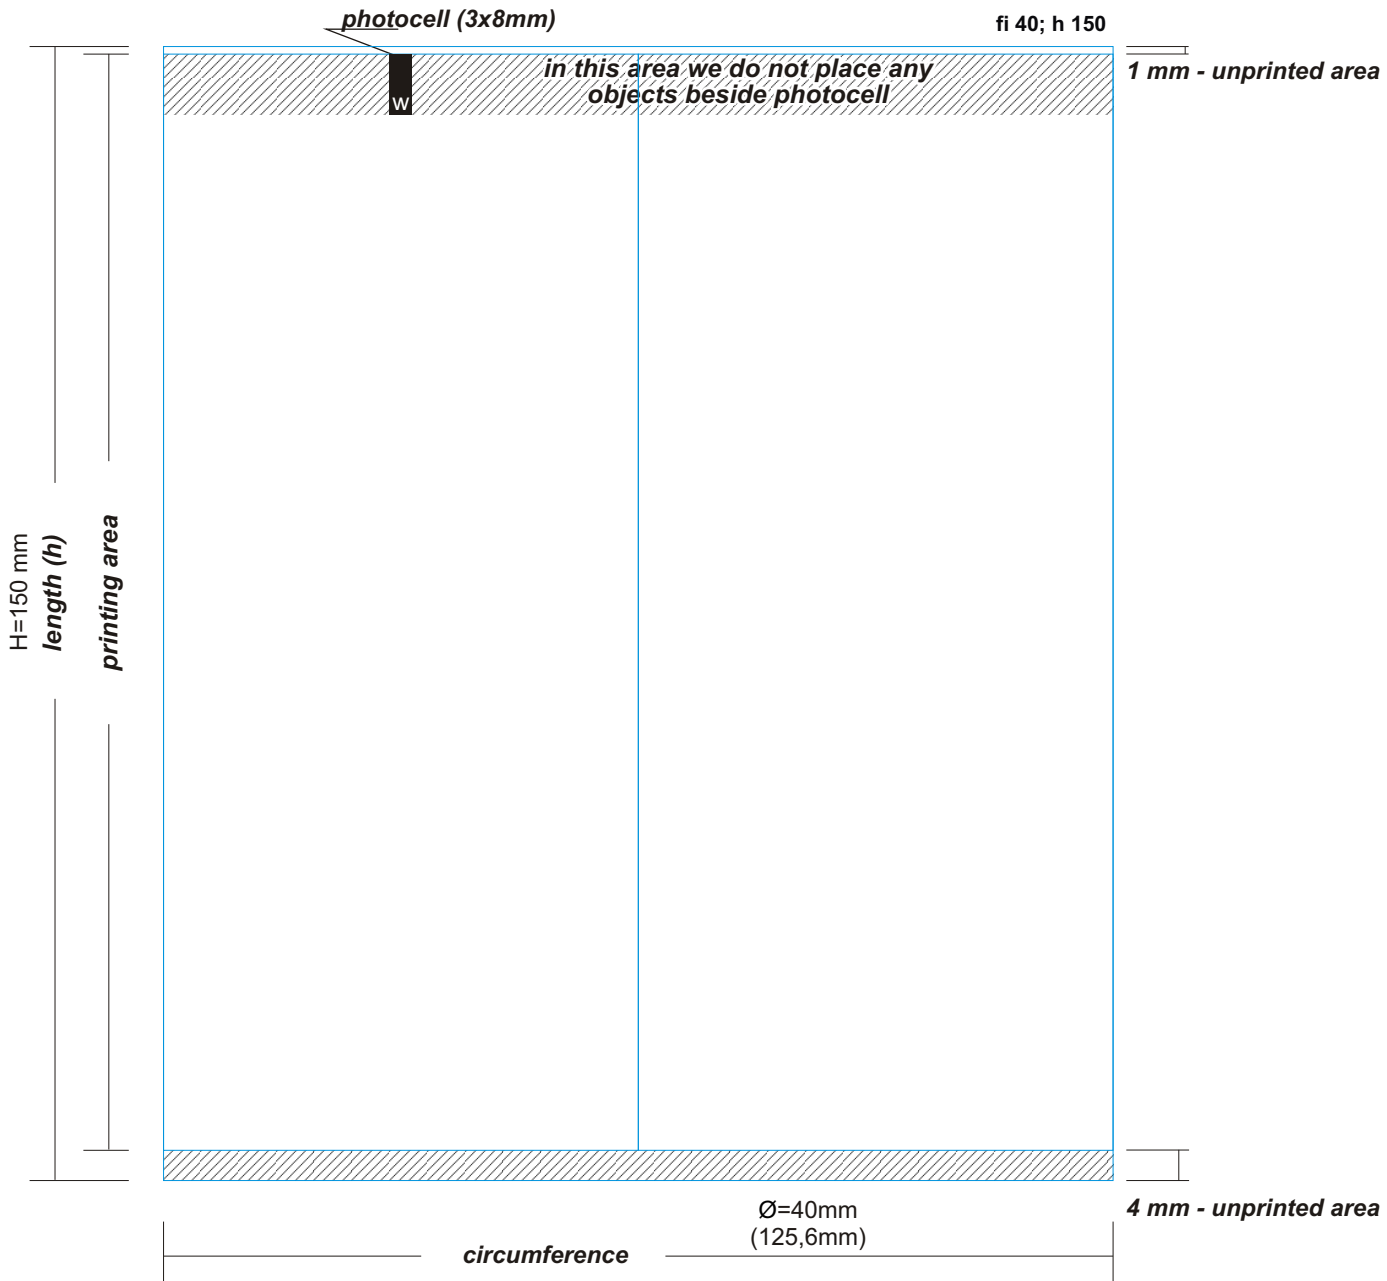 photocell (3x8mm)
fi 40; h 150
1 mm - unprinted area
in this area we do not place any
objects beside photocell
W
H=150 mm
length (h)
printing area
4 mm - unprinted area
Ø=40mm
(125,6mm)
circumference